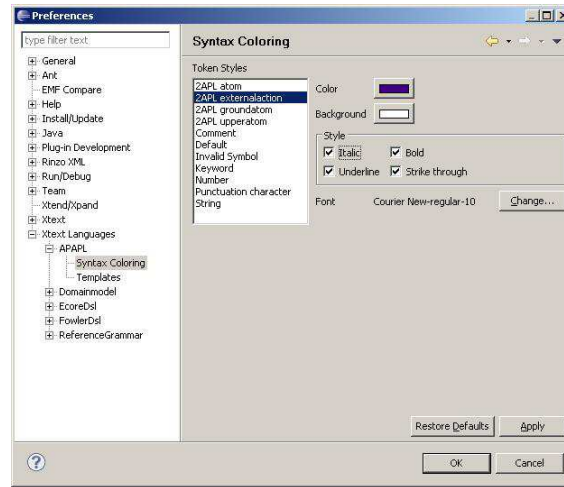 Preferences
type filter text
General
Ant
EMF Compare
Help
Install/Update
Java
Plug-in Development
Rinzo XML
Run/Debug
Team
Xtend/Xpand
Xtext
Xtext Languages
APAPL
Syntax Coloring
Templates
Domainmodel
EcoreDsl
FowlerDsl
ReferenceGrammar
Syntax Coloring
Token Styles
2APL atom
2APL externalaction
2APL groundatom
2APL upperatom
Comment
Default
Invalid Symbol
Keyword
Number
Punctuation character
String
Color
Background
Style
Italic Bold
Underline Strike through
Font Courier New-regular-10 Change...
Restore Defaults Apply
OK Cancel